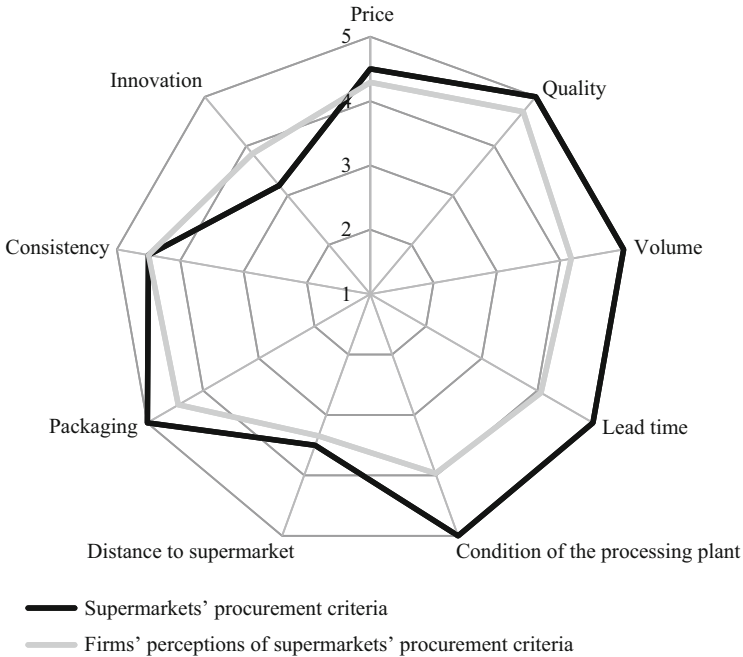 Price
5
Innovation
Quality
4
3
2
Consistency
Volume
1
Packaging
Lead time
Distance to supermarket
Condition of the processing plant
Supermarkets’ procurement criteria
Firms’ perceptions of supermarkets’ procurement criteria